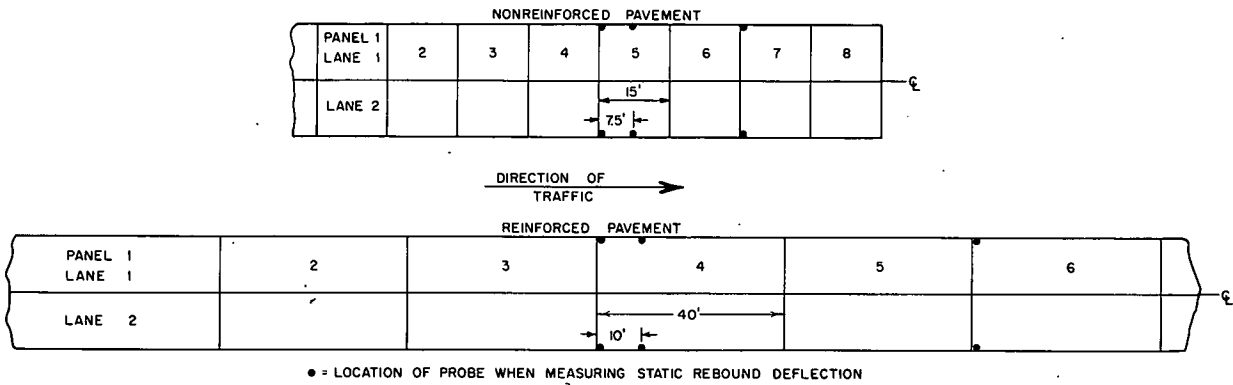 NONREINFORCED PAVEMENT
PANEL 1
LANE 1
2 3 4 5 6 7 8
℄
15'
LANE 2
7.5'
DIRECTION OF
TRAFFIC
REINFORCED PAVEMENT
PANEL 1
LANE 1
2 3 4 5 6
℄
LANE 2
40'
10'
● = LOCATION OF PROBE WHEN MEASURING STATIC REBOUND DEFLECTION